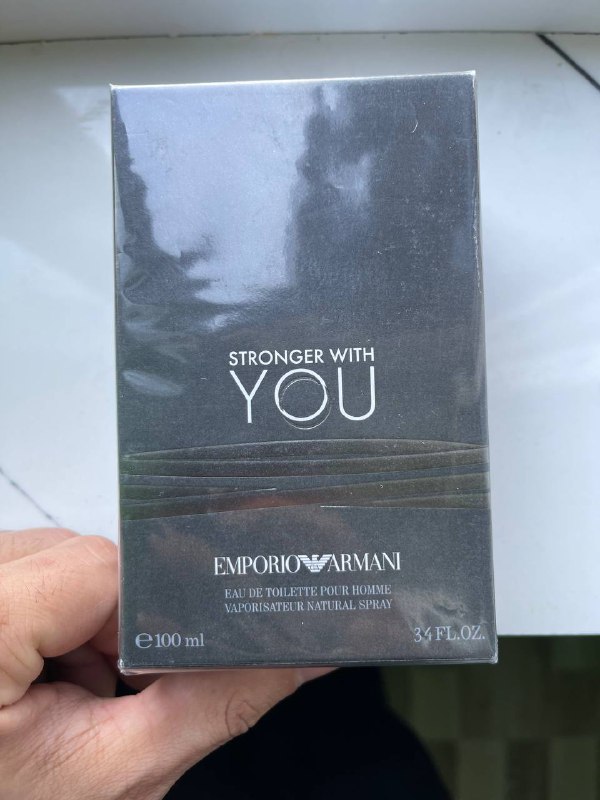 STRONGER WITH
YOU
EMPORIO ARMANI
EAU DE TOILETTE POUR HOMME
VAPORISATEUR NATURAL SPRAY
℮100 ml
3.4 FL.OZ.